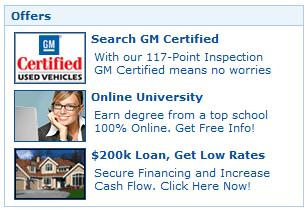 Offers
GM
Certified
USED VEHICLES
Search GM Certified
With our 117-Point Inspection
GM Certified means no worries
Online University
Earn degree from a top school
100% Online. Get Free Info!
$200k Loan, Get Low Rates
Secure Financing and Increase
Cash Flow. Click Here Now!